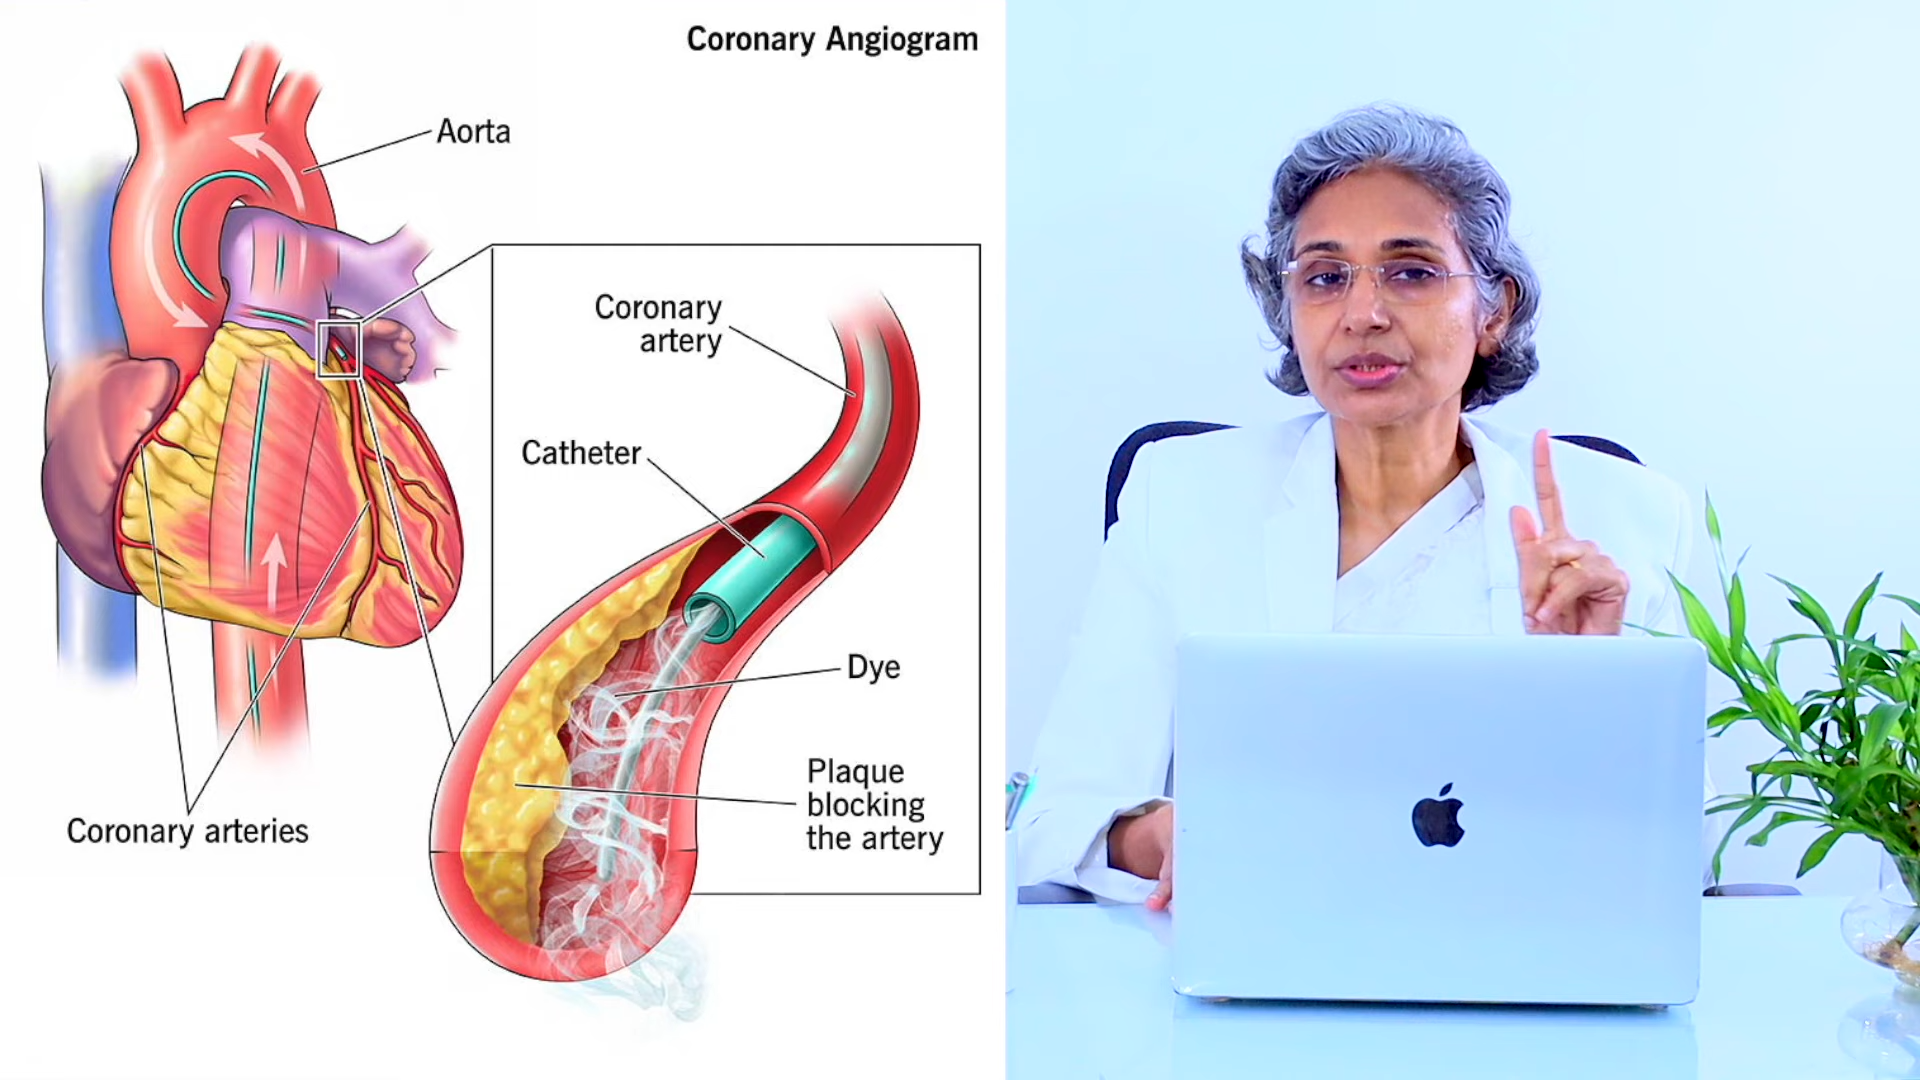 Coronary Angiogram
Aorta
Coronary
artery
Catheter
Dye
Plaque
blocking
the artery
Coronary arteries